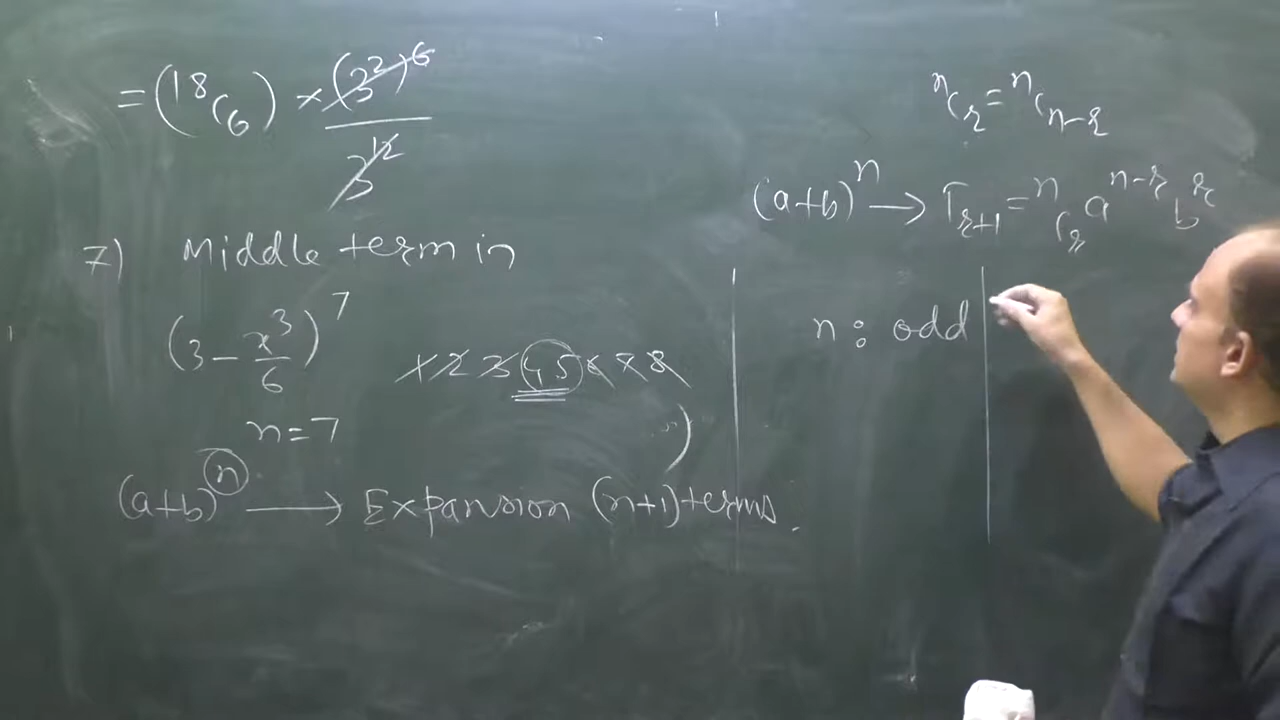 = (¹⁸C₆) × (3²)⁶ / 3¹²
7) Middle term in
(3 - x³/6)⁷
1 2 3 4 5 6 7 8
n = 7
(a+b)ⁿ → Expansion (n+1) terms.
ⁿCᵣ = ⁿCₙ₋ᵣ
(a+b)ⁿ → Tᵣ₊₁ = ⁿCᵣ aⁿ⁻ʳ bʳ
n : odd